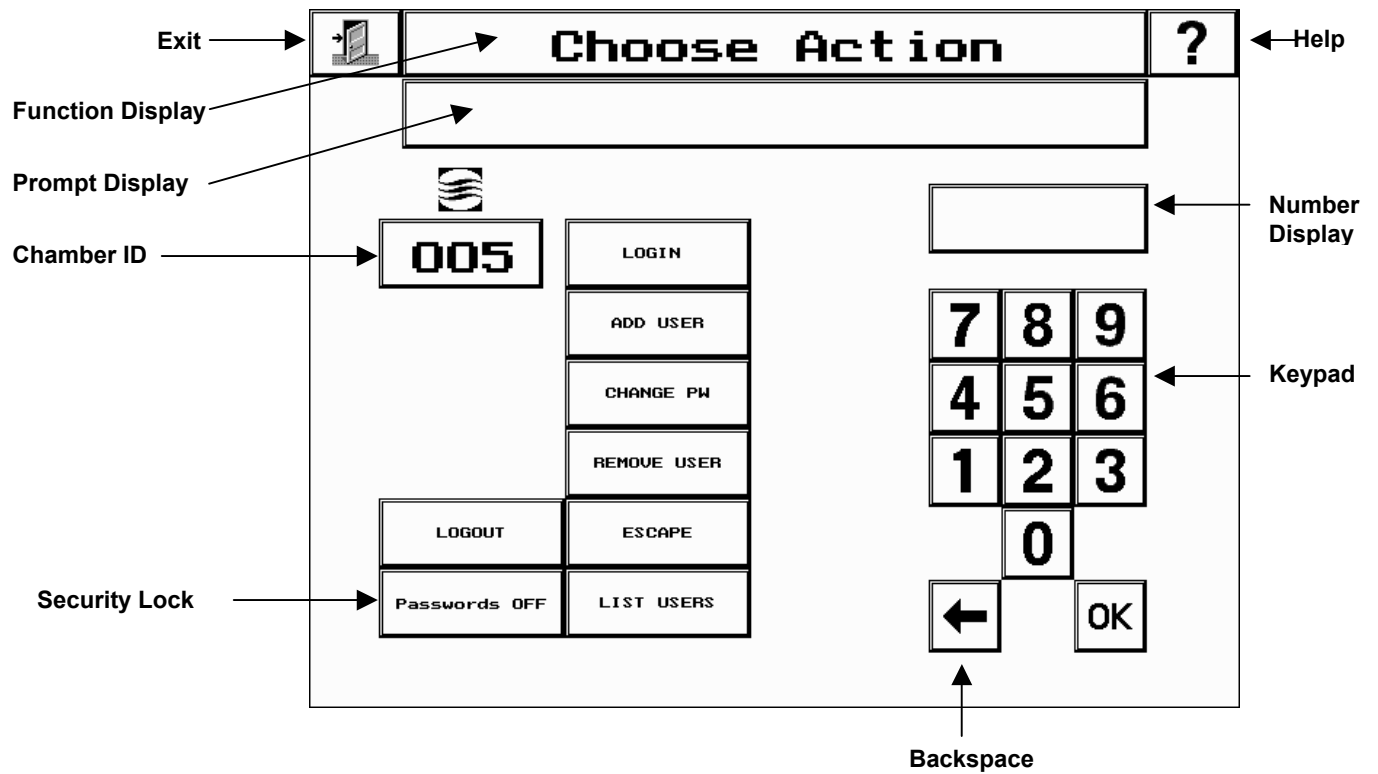 Exit
Choose Action
?
Help
Function Display
Prompt Display
Number
Display
Chamber ID
005
LOGIN
ADD USER
CHANGE PW
REMOVE USER
LOGOUT
ESCAPE
Security Lock
Passwords OFF
LIST USERS
7 8 9
4 5 6
Keypad
1 2 3
0
OK
Backspace